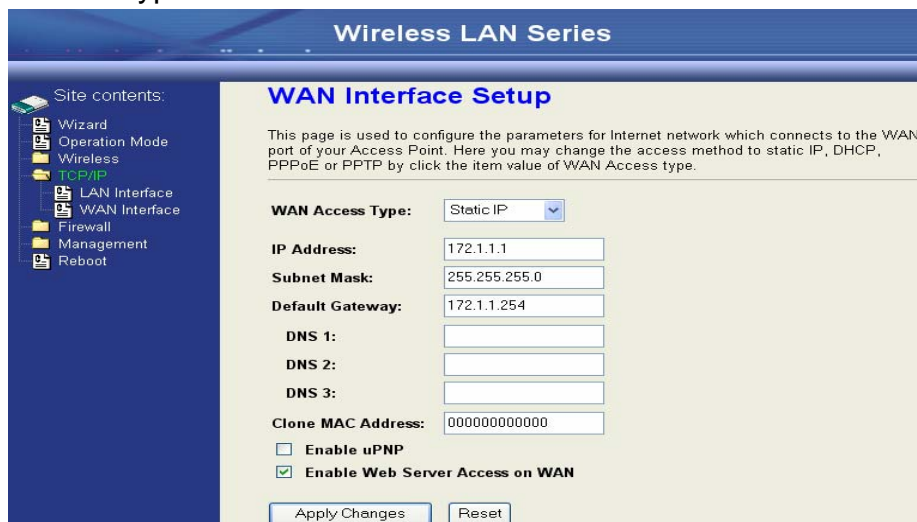 Wireless LAN Series
Site contents:
Wizard
Operation Mode
Wireless
TCP/IP
LAN Interface
WAN Interface
Firewall
Management
Reboot
WAN Interface Setup
This page is used to configure the parameters for Internet network which connects to the WAN
port of your Access Point. Here you may change the access method to static IP, DHCP,
PPPoE or PPTP by click the item value of WAN Access type.
WAN Access Type: Static IP
IP Address: 172.1.1.1
Subnet Mask: 255.255.255.0
Default Gateway: 172.1.1.254
DNS 1:
DNS 2:
DNS 3:
Clone MAC Address: 000000000000
Enable uPNP
Enable Web Server Access on WAN
Apply Changes Reset